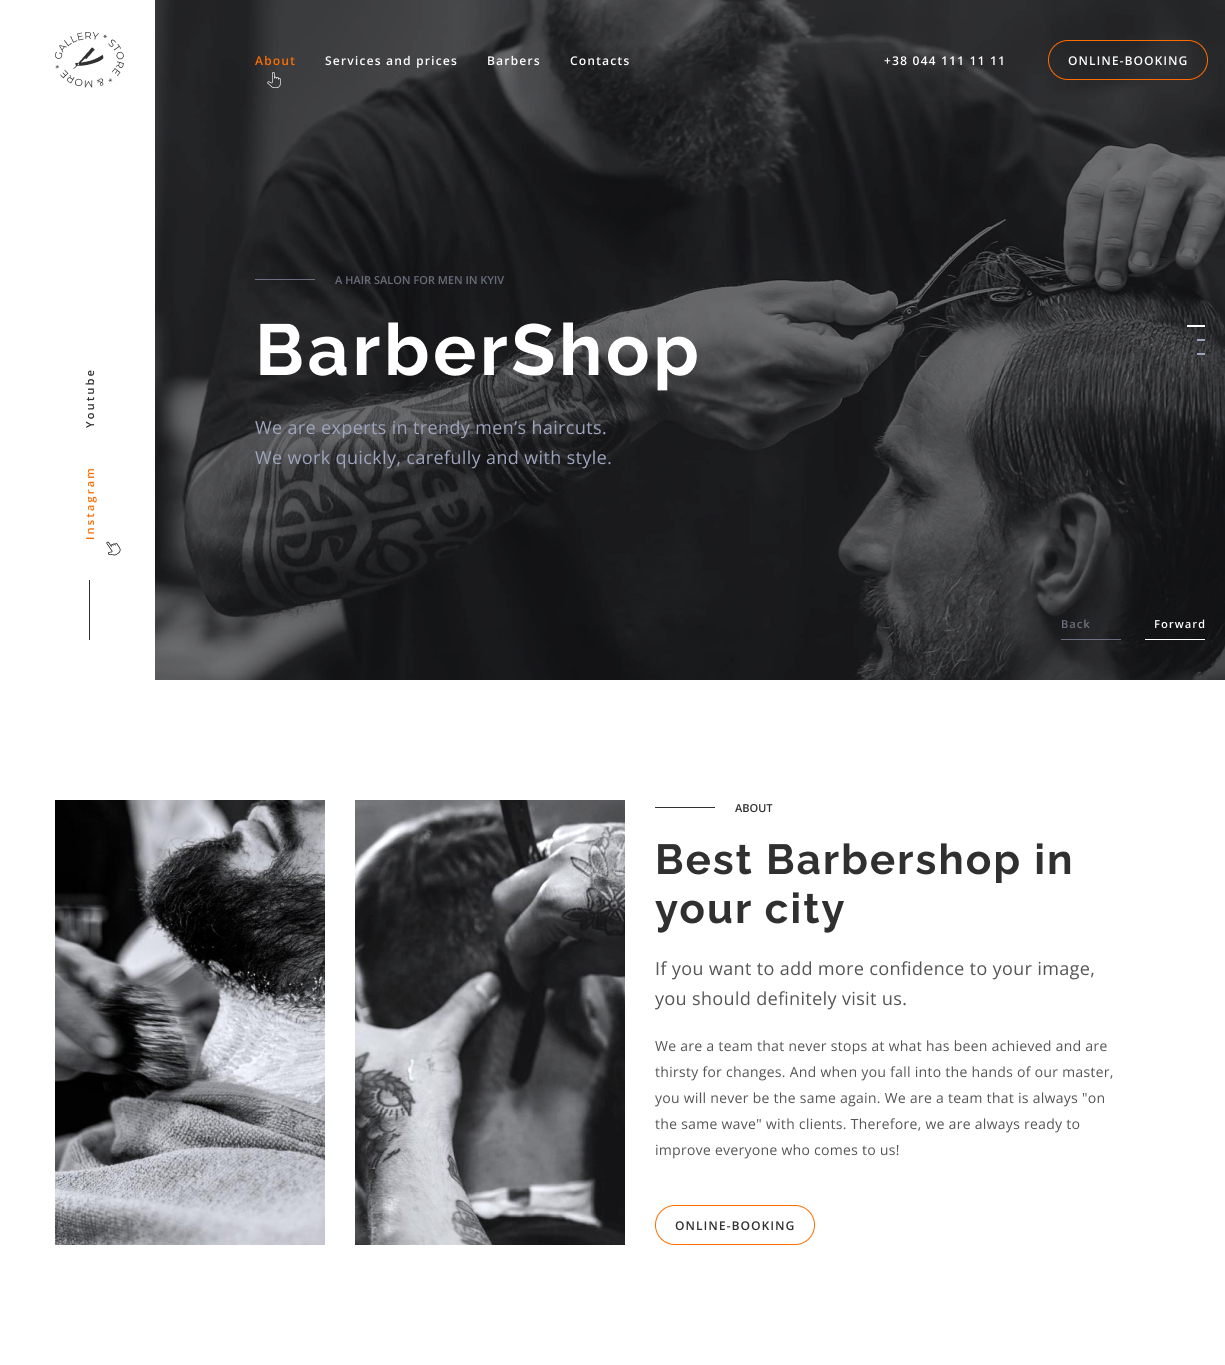 GALLERY * STORE * & MORE *
About
Services and prices
Barbers
Contacts
+38 044 111 11 11
ONLINE-BOOKING
A HAIR SALON FOR MEN IN KYIV
BarberShop
We are experts in trendy men’s haircuts.
We work quickly, carefully and with style.
Youtube
Instagram
Back
Forward
ABOUT
Best Barbershop in
your city
If you want to add more confidence to your image,
you should definitely visit us.
We are a team that never stops at what has been achieved and are
thirsty for changes. And when you fall into the hands of our master,
you will never be the same again. We are a team that is always "on
the same wave" with clients. Therefore, we are always ready to
improve everyone who comes to us!
ONLINE-BOOKING